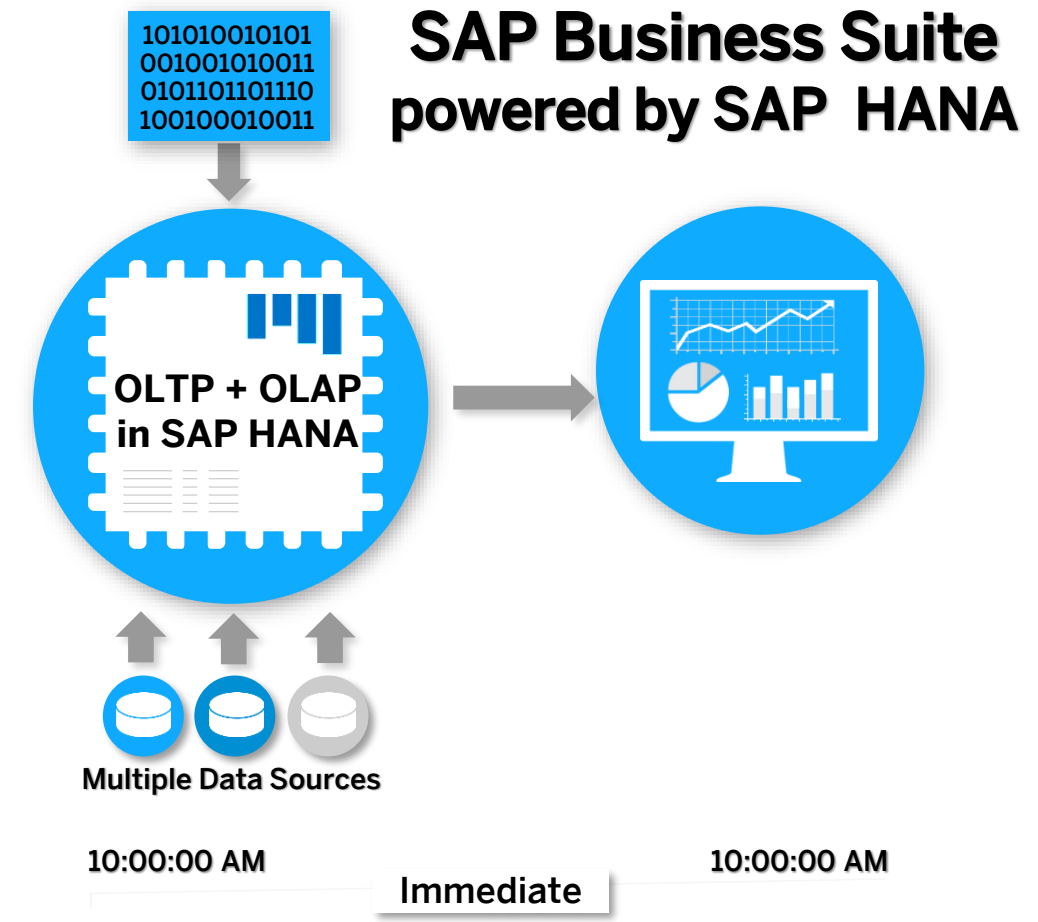 101010010101
001001010011
0101101101110
100100010011
SAP Business Suite
powered by SAP HANA
OLTP + OLAP
in SAP HANA
Multiple Data Sources
10:00:00 AM
10:00:00 AM
Immediate